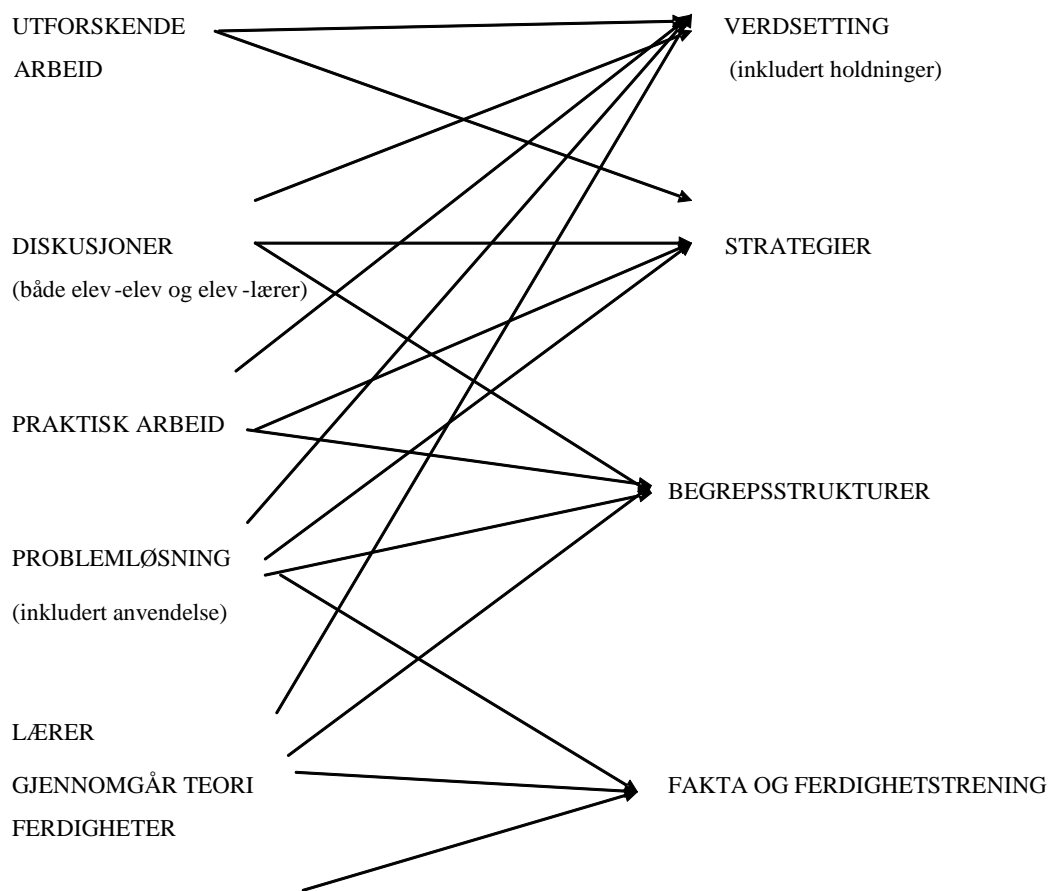 UTFORSKENDE
ARBEID
VERDSETTING
(inkludert holdninger)
DISKUSJONER
(både elev-elev og elev-lærer)
STRATEGIER
PRAKTISK ARBEID
BEGREPSSTRUKTURER
PROBLEMLØSNING
(inkludert anvendelse)
LÆRER
GJENNOMGÅR TEORI
FERDIGHETER
FAKTA OG FERDIGHETSTRENING